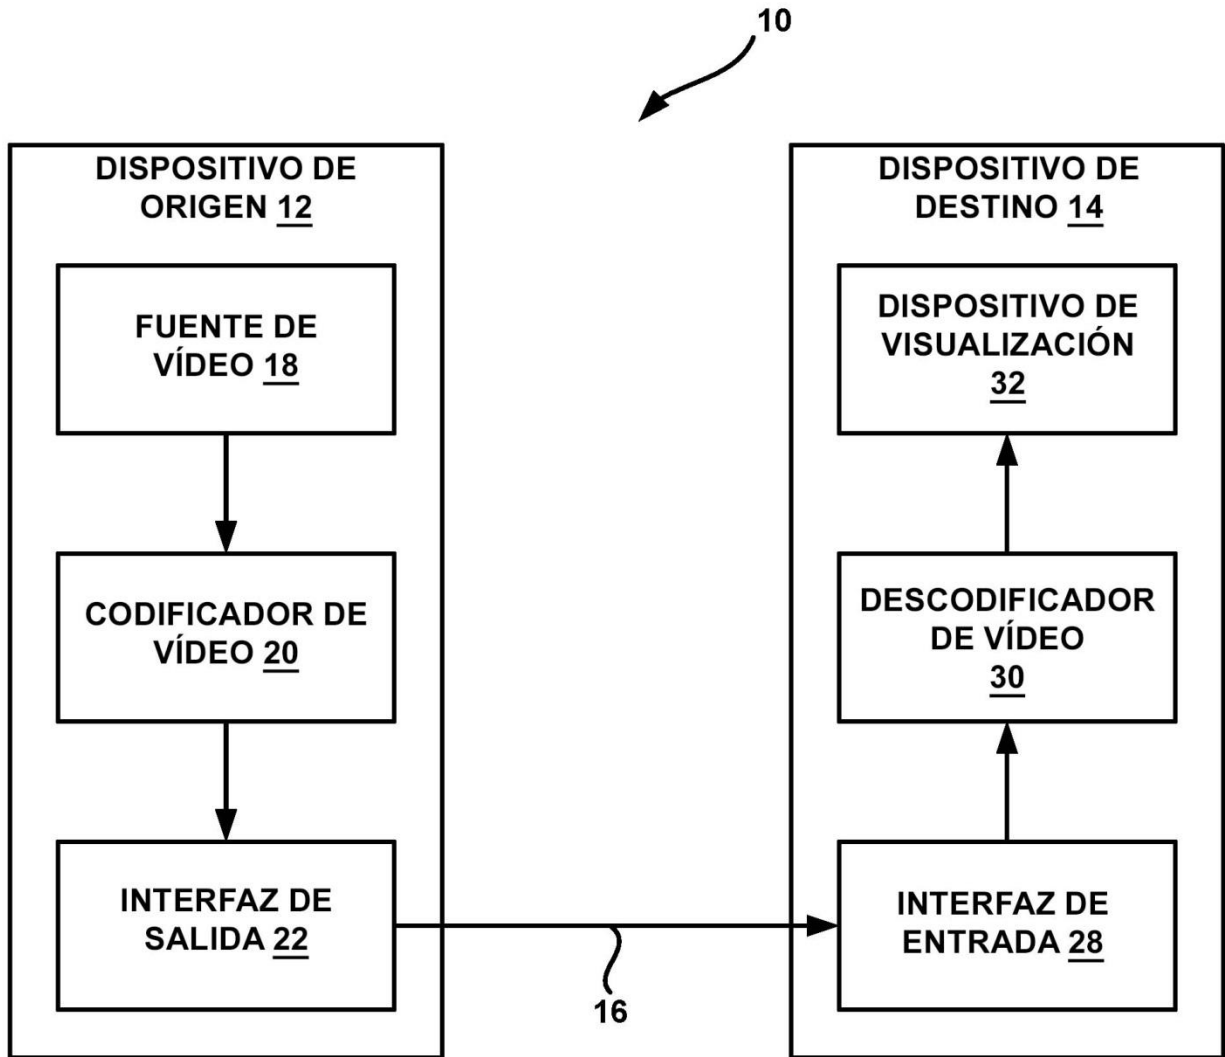 10
DISPOSITIVO DE
ORIGEN 12
FUENTE DE
VÍDEO 18
CODIFICADOR DE
VÍDEO 20
INTERFAZ DE
SALIDA 22
16
DISPOSITIVO DE
DESTINO 14
DISPOSITIVO DE
VISUALIZACIÓN
32
DESCODIFICADOR
DE VÍDEO
30
INTERFAZ DE
ENTRADA 28